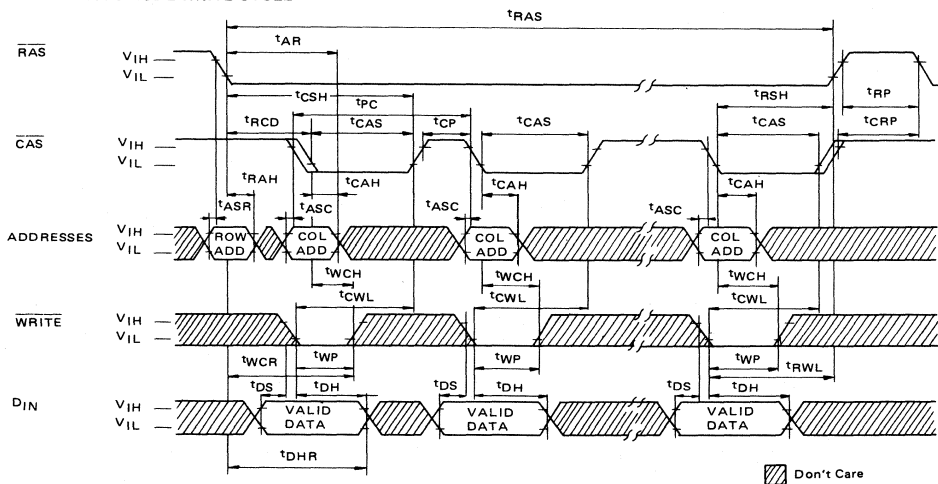 tRAS
tAR
RAS
VIH
VIL
tCSH
tPC
tRSH
tRP
tRCD
tCAS
tCP
tCAS
tCAS
tCRP
CAS
VIH
VIL
tRAH
tCAH
tCAH
tCAH
tASR
tASC
tASC
tASC
ADDRESSES
VIH
VIL
ROW ADD
COL ADD
COL ADD
COL ADD
tWCH
tWCH
tWCH
tCWL
tCWL
tCWL
WRITE
VIH
VIL
tWP
tWP
tWP
tWCR
tRWL
tDS
tDH
tDS
tDH
tDS
tDH
DIN
VIH
VIL
VALID DATA
VALID DATA
VALID DATA
tDHR
Don't Care